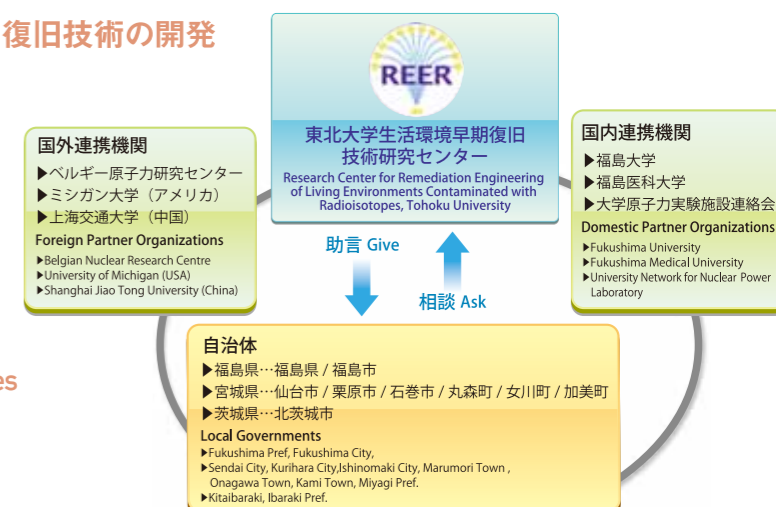 復旧技術の開発
REER
東北大学生活環境早期復旧
技術研究センター
Research Center for Remediation Engineering
of Living Environments Contaminated with
Radioisotopes, Tohoku University
国外連携機関
▶ベルギー原子力研究センター
▶ミシガン大学（アメリカ）
▶上海交通大学（中国）
Foreign Partner Organizations
▶Belgian Nuclear Research Centre
▶University of Michigan (USA)
▶Shanghai Jiao Tong University (China)
国内連携機関
▶福島大学
▶福島医科大学
▶大学原子力実験施設連絡会
Domestic Partner Organizations
▶Fukushima University
▶Fukushima Medical University
▶University Network for Nuclear Power
Laboratory
助言 Give
相談 Ask
es
自治体
▶福島県…福島県 / 福島市
▶宮城県…仙台市 / 栗原市 / 石巻市 / 丸森町 / 女川町 / 加美町
▶茨城県…北茨城市
Local Governments
▶Fukushima Pref, Fukushima City,
▶Sendai City, Kurihara City,Ishinomaki City, Marumori Town ,
Onagawa Town, Kami Town, Miyagi Pref.
▶Kitaibaraki, Ibaraki Pref.